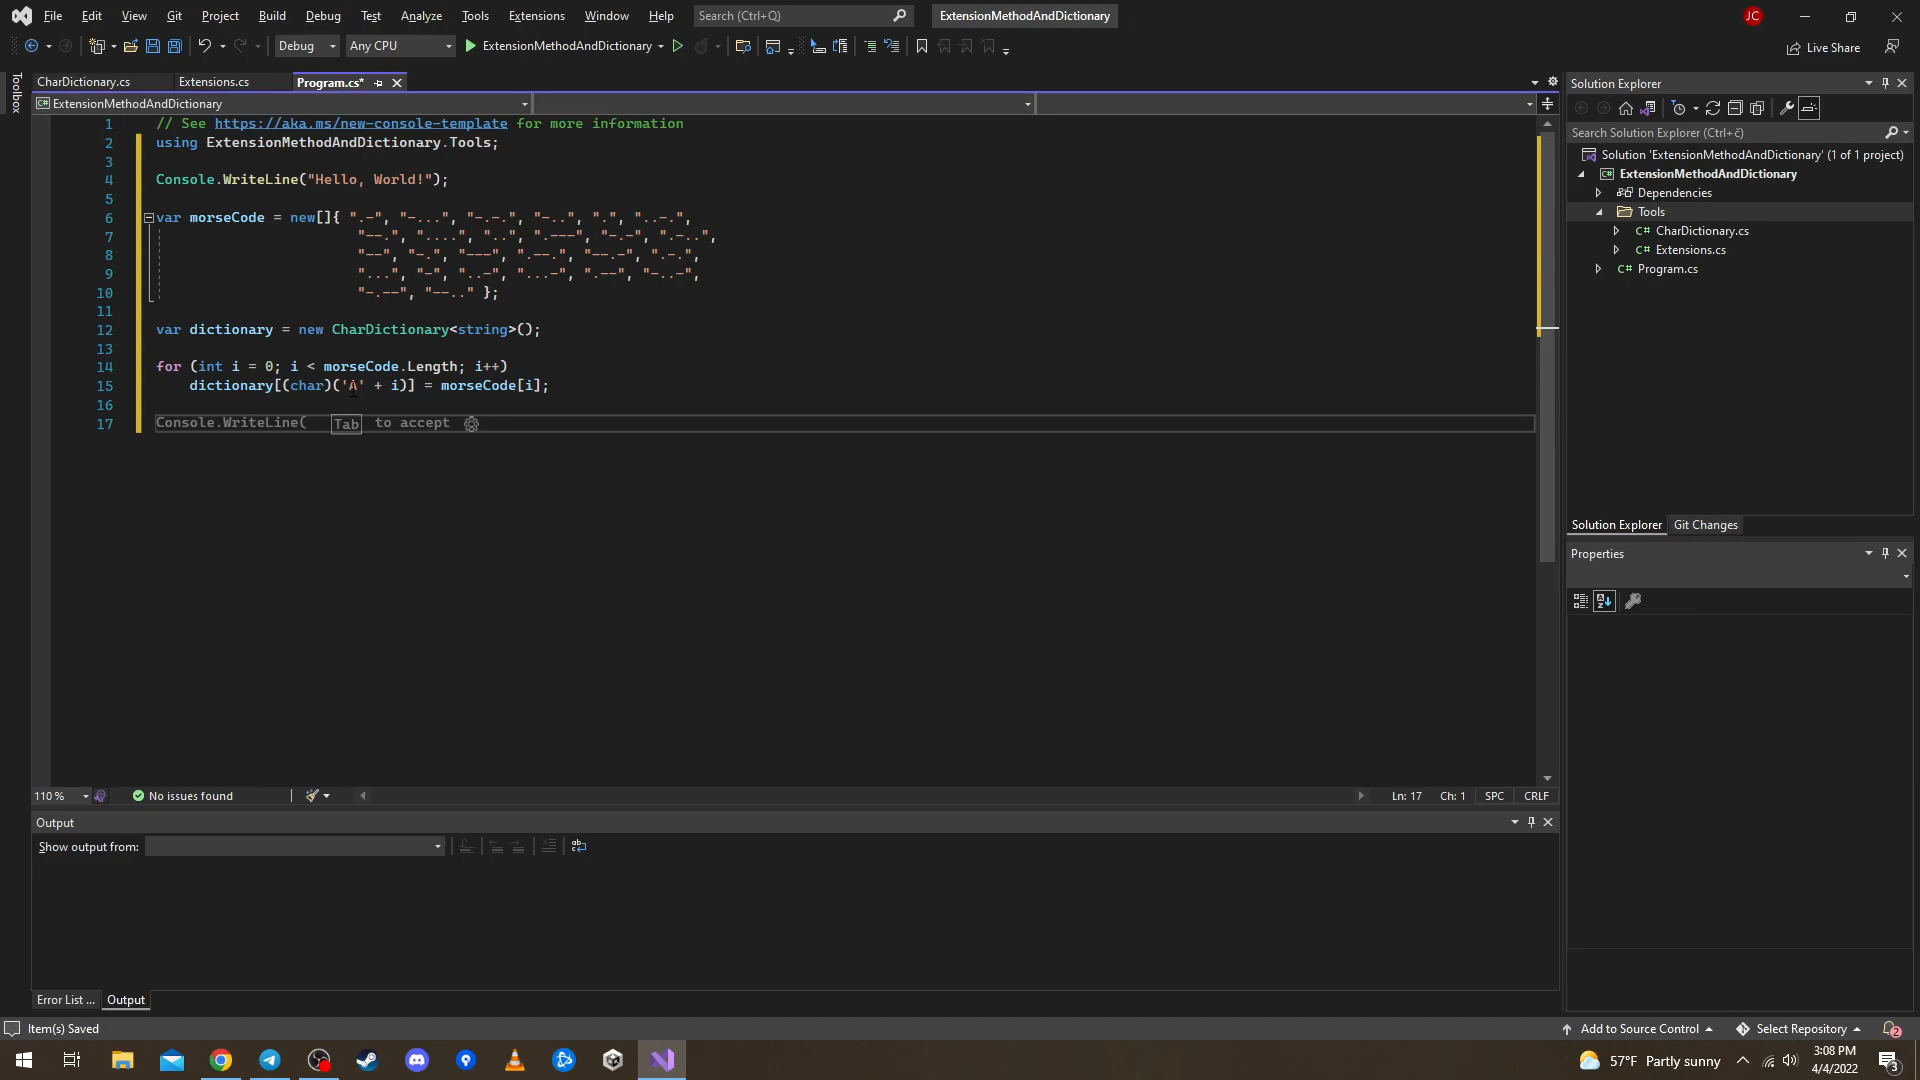 File Edit View Git Project Build Debug Test Analyze Tools Extensions Window Help Search (Ctrl+Q) ExtensionMethodAndDictionary JC
Debug Any CPU ExtensionMethodAndDictionary Live Share
Toolbox
CharDictionary.cs Extensions.cs Program.cs*
ExtensionMethodAndDictionary
1 // See https://aka.ms/new-console-template for more information
2 using ExtensionMethodAndDictionary.Tools;
3
4 Console.WriteLine("Hello, World!");
5
6 var morseCode = new[]{ ".-", "-...", "-.-.", "-..", ".", "..-.",
7 "--.", "....", "..", ".---", "-.-", ".-..",
8 "--", "-.", "---", ".--.", "--.-", ".-.",
9 "...", "-", "..-", "...-", ".--", "-..-",
10 "-.--", "--.." };
11
12 var dictionary = new CharDictionary<string>();
13
14 for (int i = 0; i < morseCode.Length; i++)
15 dictionary[(char)('A' + i)] = morseCode[i];
16
17 Console.WriteLine( Tab to accept
110 % No issues found Ln: 17 Ch: 1 SPC CRLF
Output
Show output from:
Error List ... Output
Solution Explorer
Search Solution Explorer (Ctrl+č)
Solution 'ExtensionMethodAndDictionary' (1 of 1 project)
ExtensionMethodAndDictionary
Dependencies
Tools
C# CharDictionary.cs
C# Extensions.cs
C# Program.cs
Solution Explorer Git Changes
Properties
Item(s) Saved Add to Source Control Select Repository 2
57°F Partly sunny 3:08 PM 4/4/2022 3